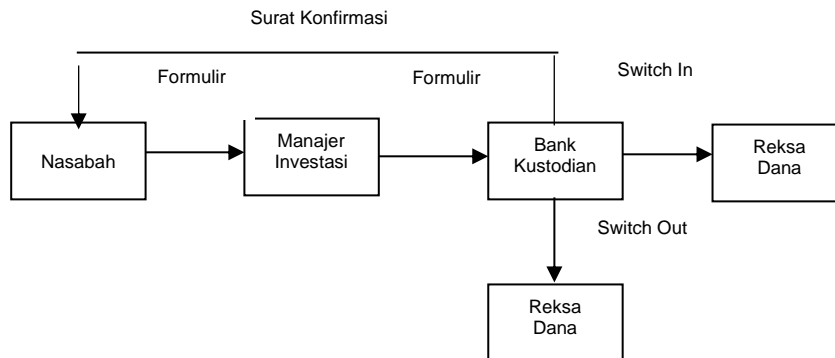 Surat Konfirmasi
Formulir
Formulir
Switch In
Nasabah
Manajer
Investasi
Bank
Kustodian
Reksa
Dana
Switch Out
Reksa
Dana